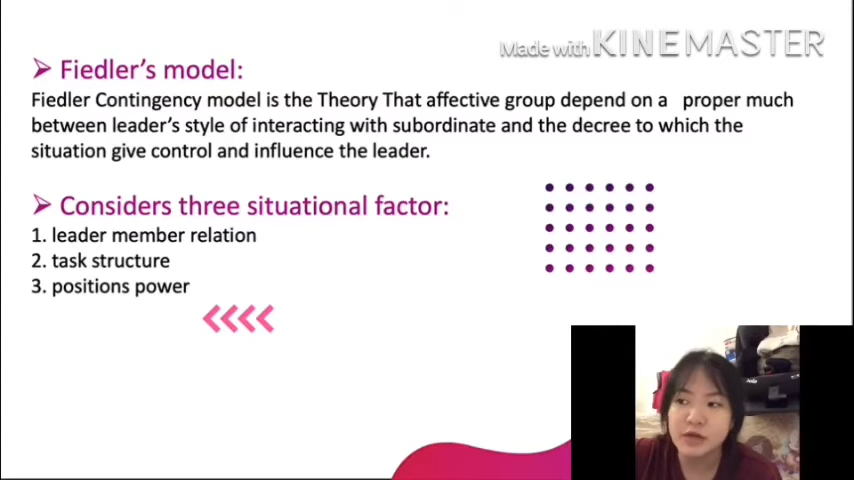 Made with KINEMASTER
Fiedler's model:
Fiedler Contingency model is the Theory That affective group depend on a proper much
between leader's style of interacting with subordinate and the decree to which the
situation give control and influence the leader.
Considers three situational factor:
1. leader member relation
2. task structure
3. positions power